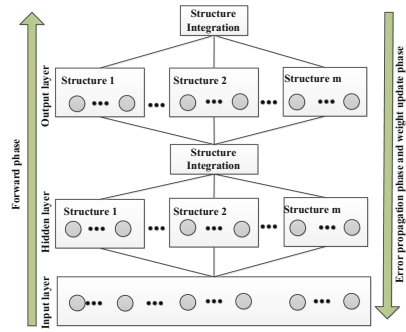 Structure
Integration
Structure 1
Structure 2
Structure m
Output layer
Structure
Integration
Structure 1
Structure 2
Structure m
Hidden layer
Input layer
Forward phase
Error propagation phase and weight update phase